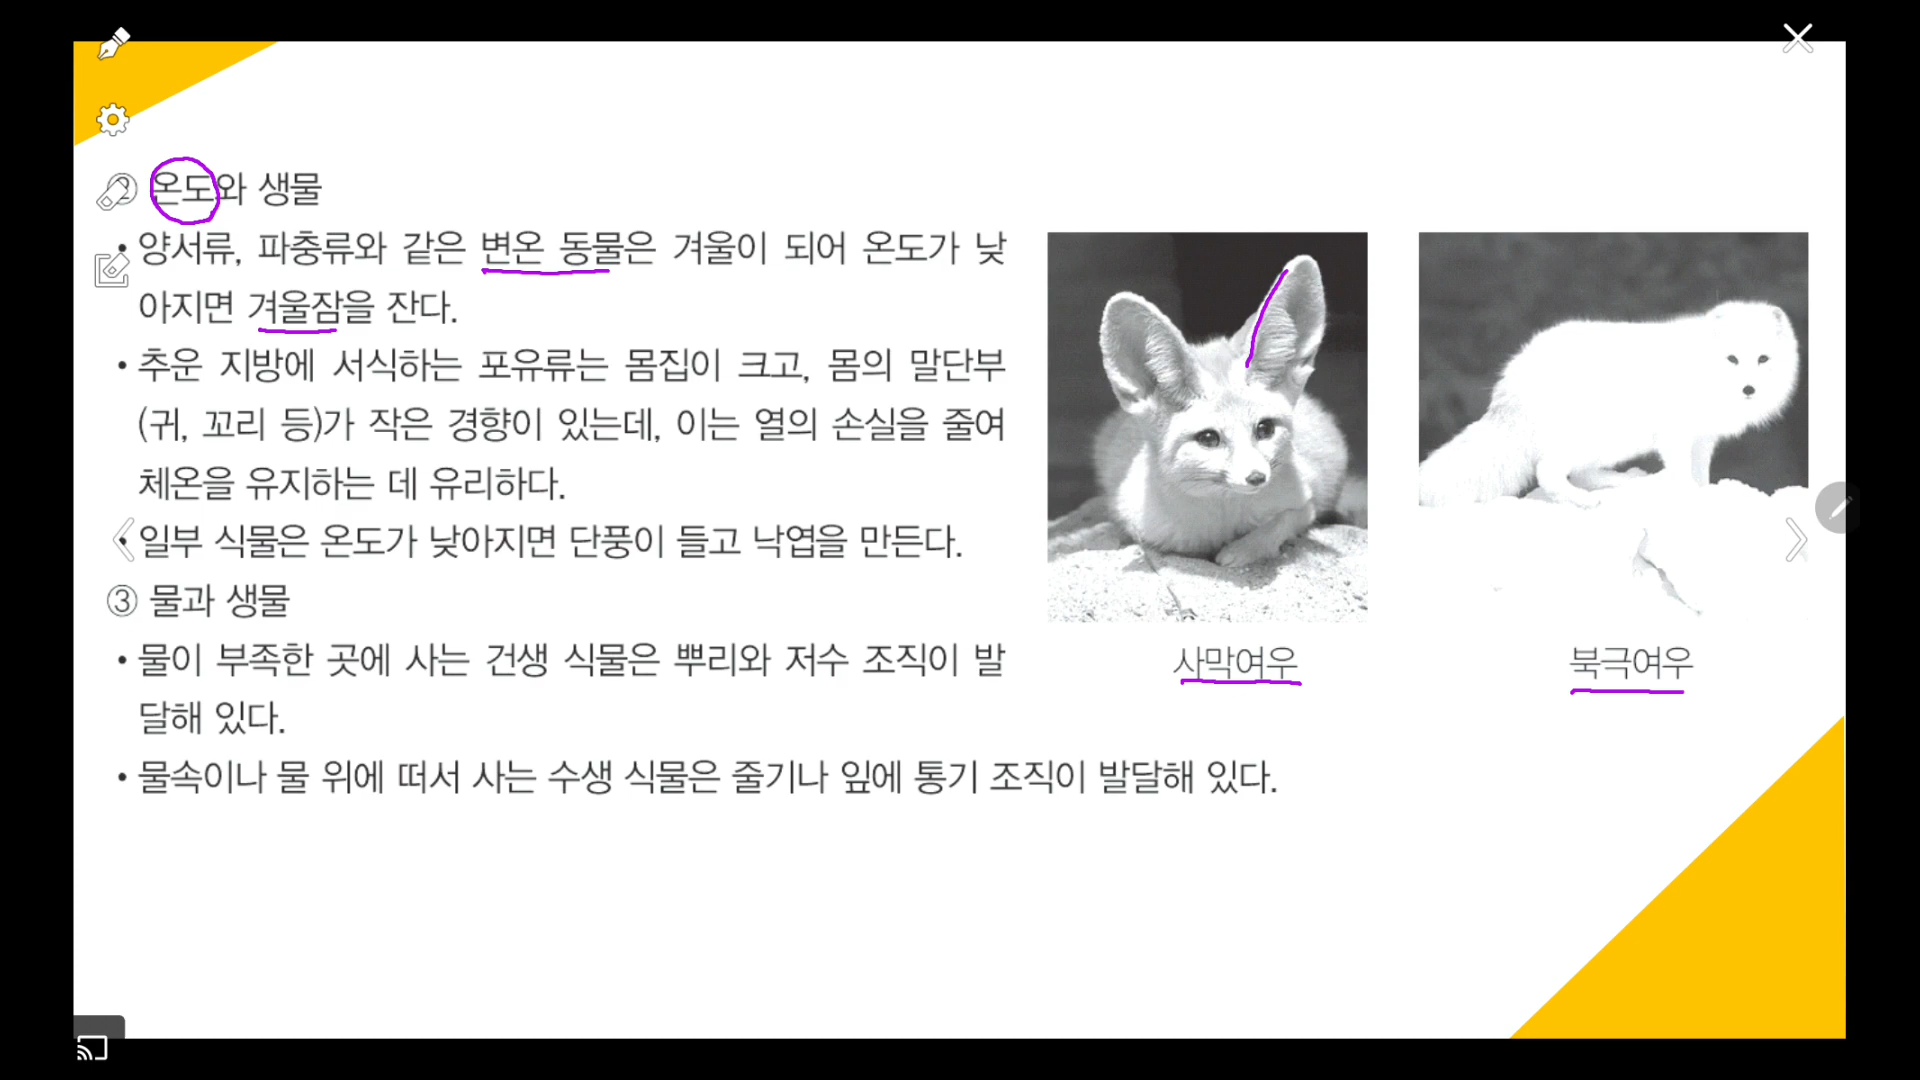 ② 온도와 생물
• 양서류, 파충류와 같은 변온 동물은 겨울이 되어 온도가 낮
아지면 겨울잠을 잔다.
• 추운 지방에 서식하는 포유류는 몸집이 크고, 몸의 말단부
(귀, 꼬리 등)가 작은 경향이 있는데, 이는 열의 손실을 줄여
체온을 유지하는 데 유리하다.
• 일부 식물은 온도가 낮아지면 단풍이 들고 낙엽을 만든다.
③ 물과 생물
• 물이 부족한 곳에 사는 건생 식물은 뿌리와 저수 조직이 발
달해 있다.
• 물속이나 물 위에 떠서 사는 수생 식물은 줄기나 잎에 통기 조직이 발달해 있다.
사막여우
북극여우